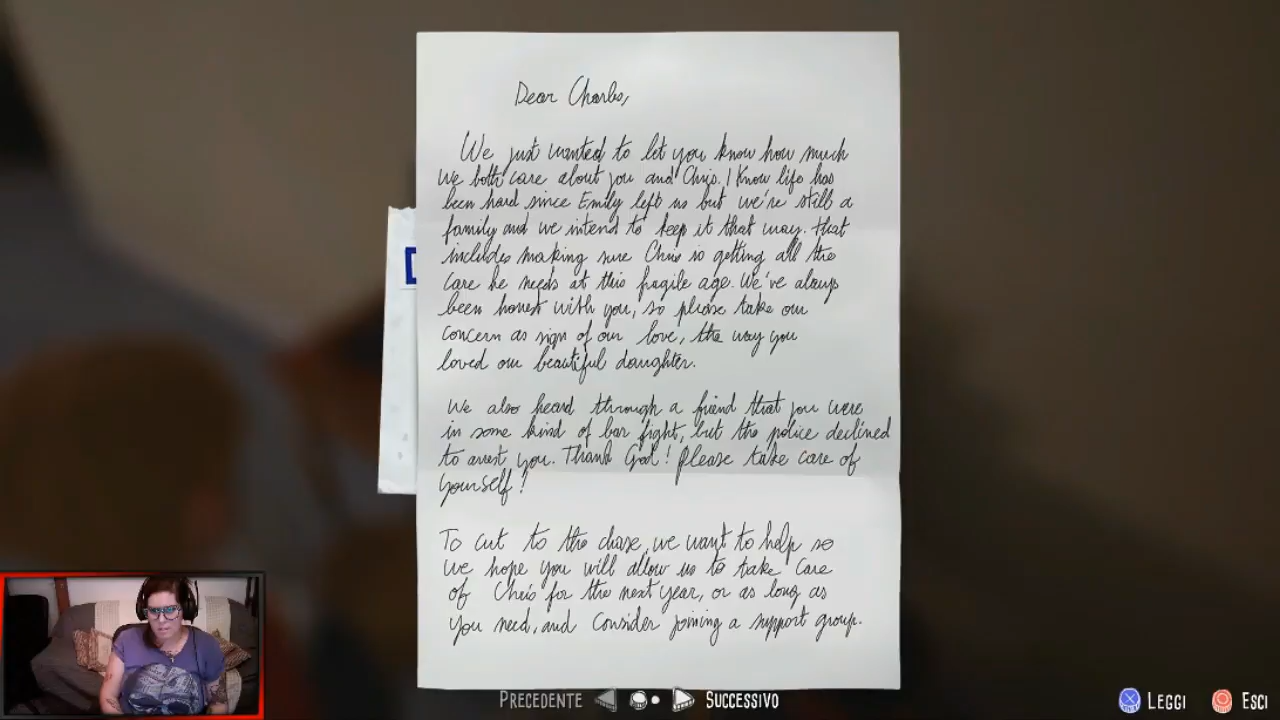 Dear Charles,
We just wanted to let you know how much
we both care about you and Chris. I know life has
been hard since Emily left us but we're still a
family and we intend to keep it that way. That
includes making sure Chris is getting all the
care he needs at this fragile age. We've always
been honest with you, so please take our
concern as sign of our love, the way you
loved our beautiful daughter.
We also heard through a friend that you were
in some kind of bar fight, but the police declined
to arrest you. Thank God! please take care of
yourself!
To cut to the chase, we want to help so
we hope you will allow us to take care
of Chris for the next year, or as long as
you need, and consider joining a support group.
PRECEDENTE SUCCESSIVO LEGGI ESCI